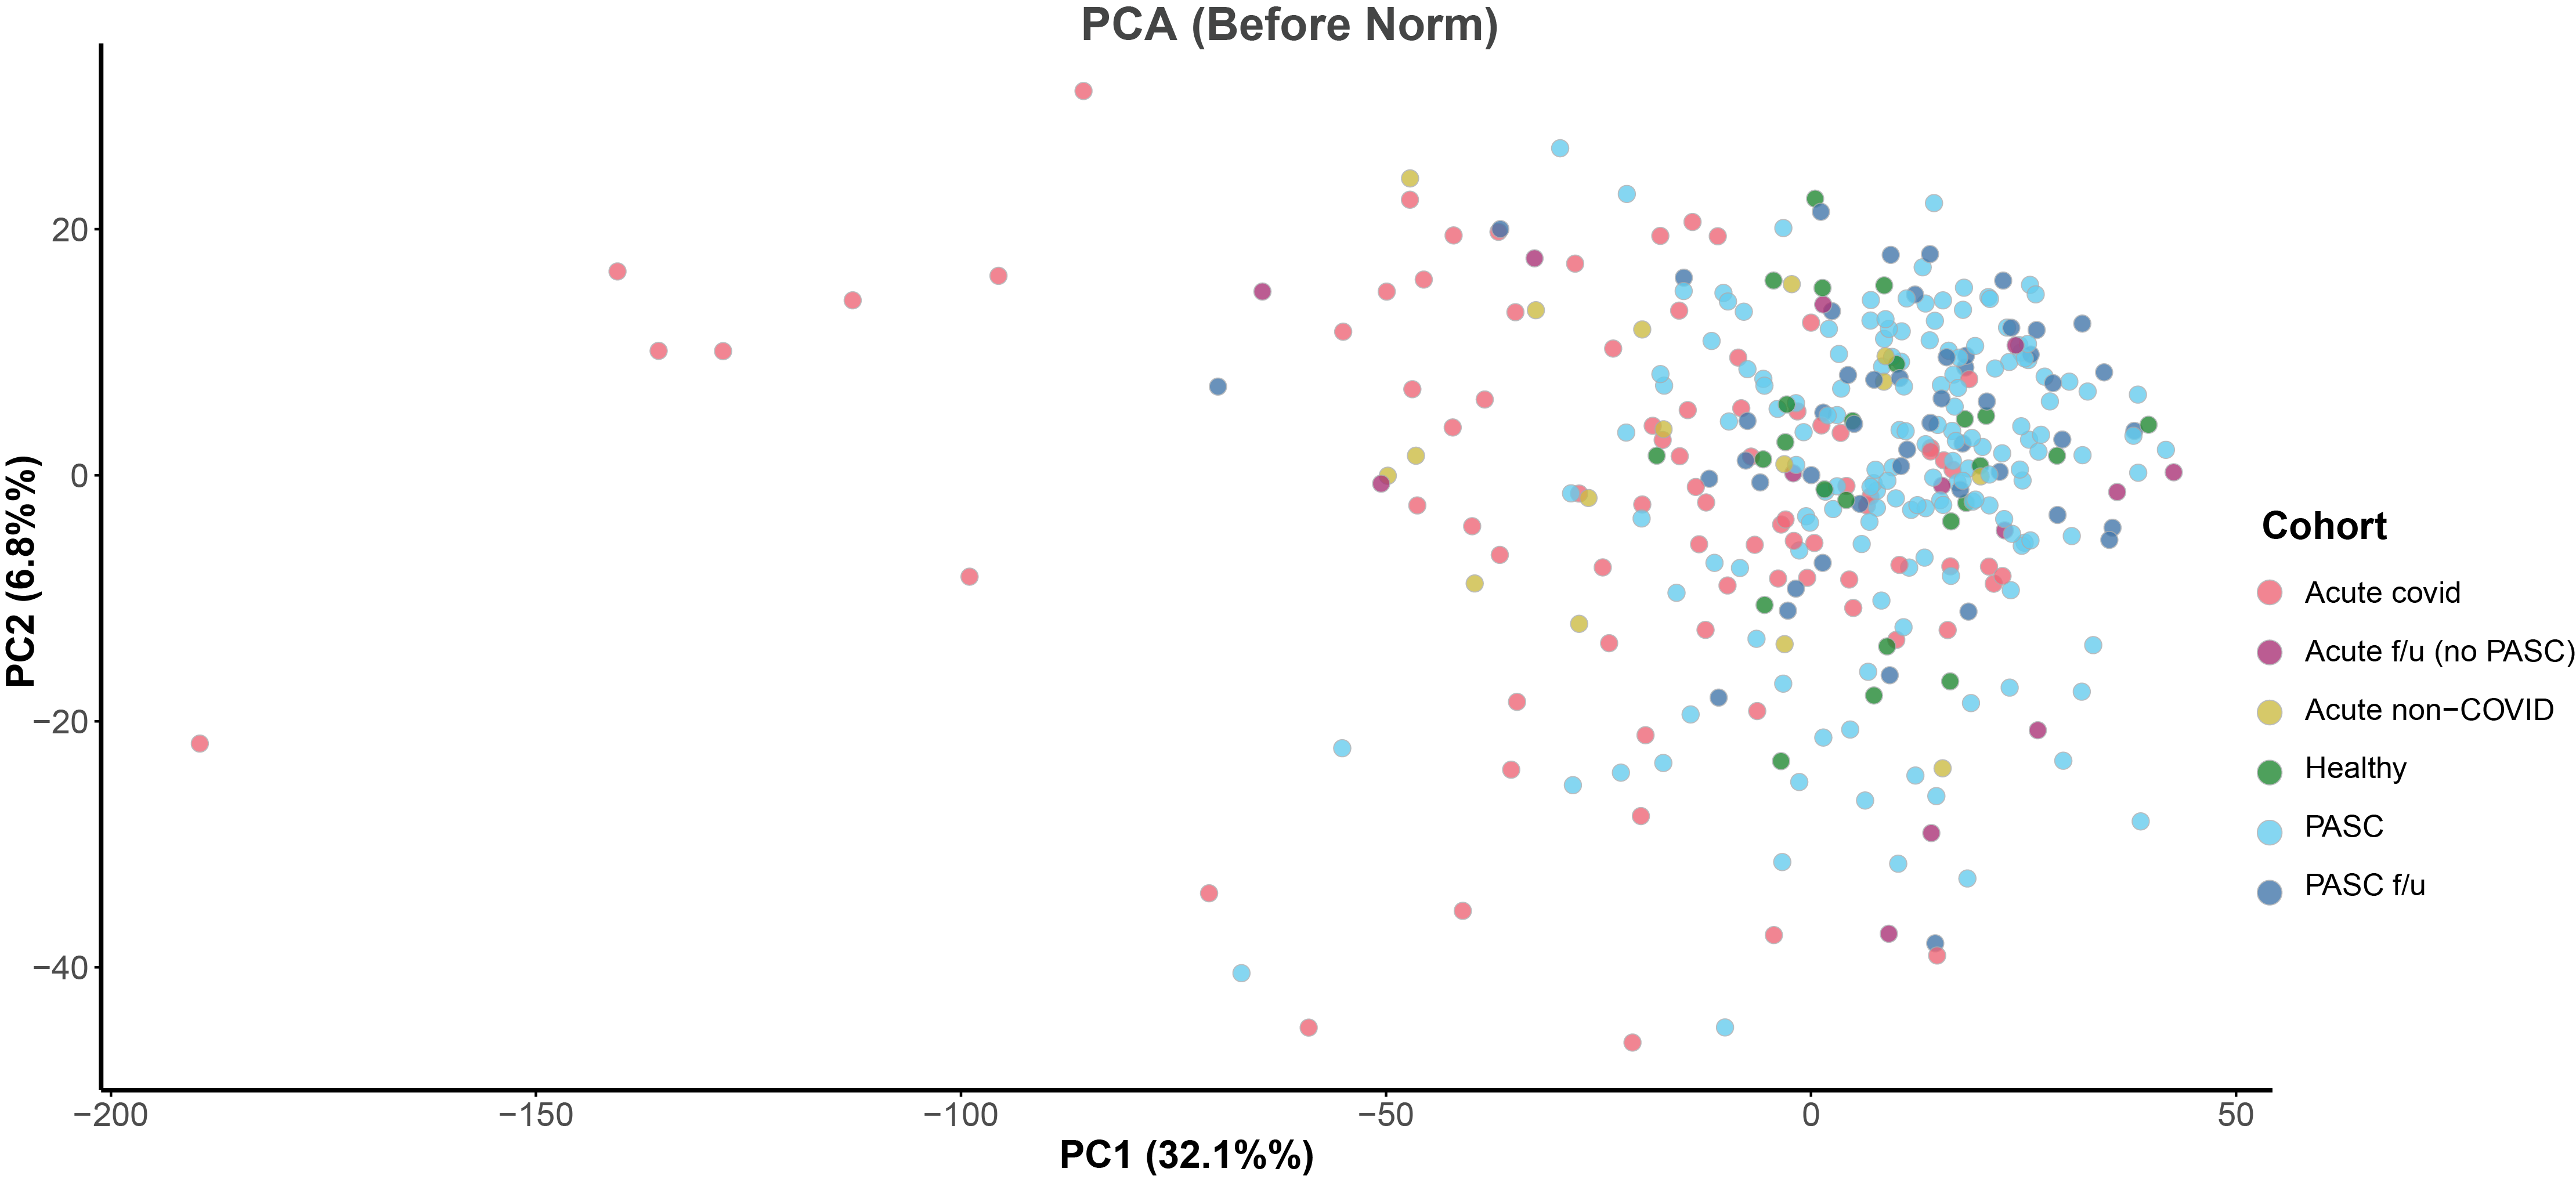 PCA (Before Norm)
PC2 (6.8%%)
20
0
−20
−40
−200
−150
−100
−50
0
50
PC1 (32.1%%)
Cohort
Acute covid
Acute f/u (no PASC)
Acute non−COVID
Healthy
PASC
PASC f/u